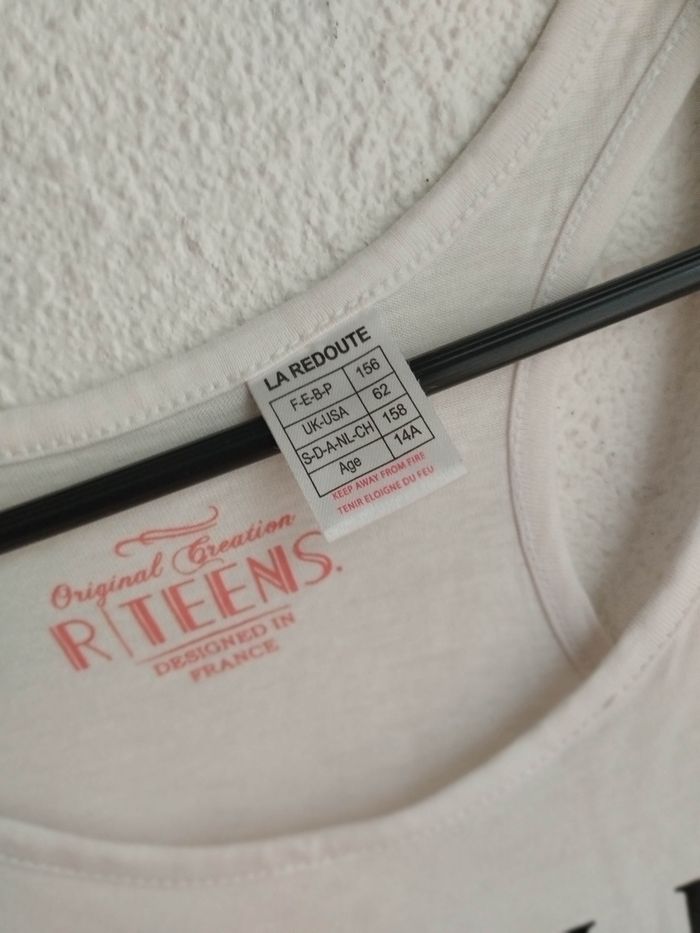 LA REDOUTE
F-E-B-P 156
UK-USA 62
S-D-A-NL-CH 158
Age 14A
KEEP AWAY FROM FIRE
TENIR ELOIGNE DU FEU
Original Creation
R|TEENS.
DESIGNED IN
FRANCE